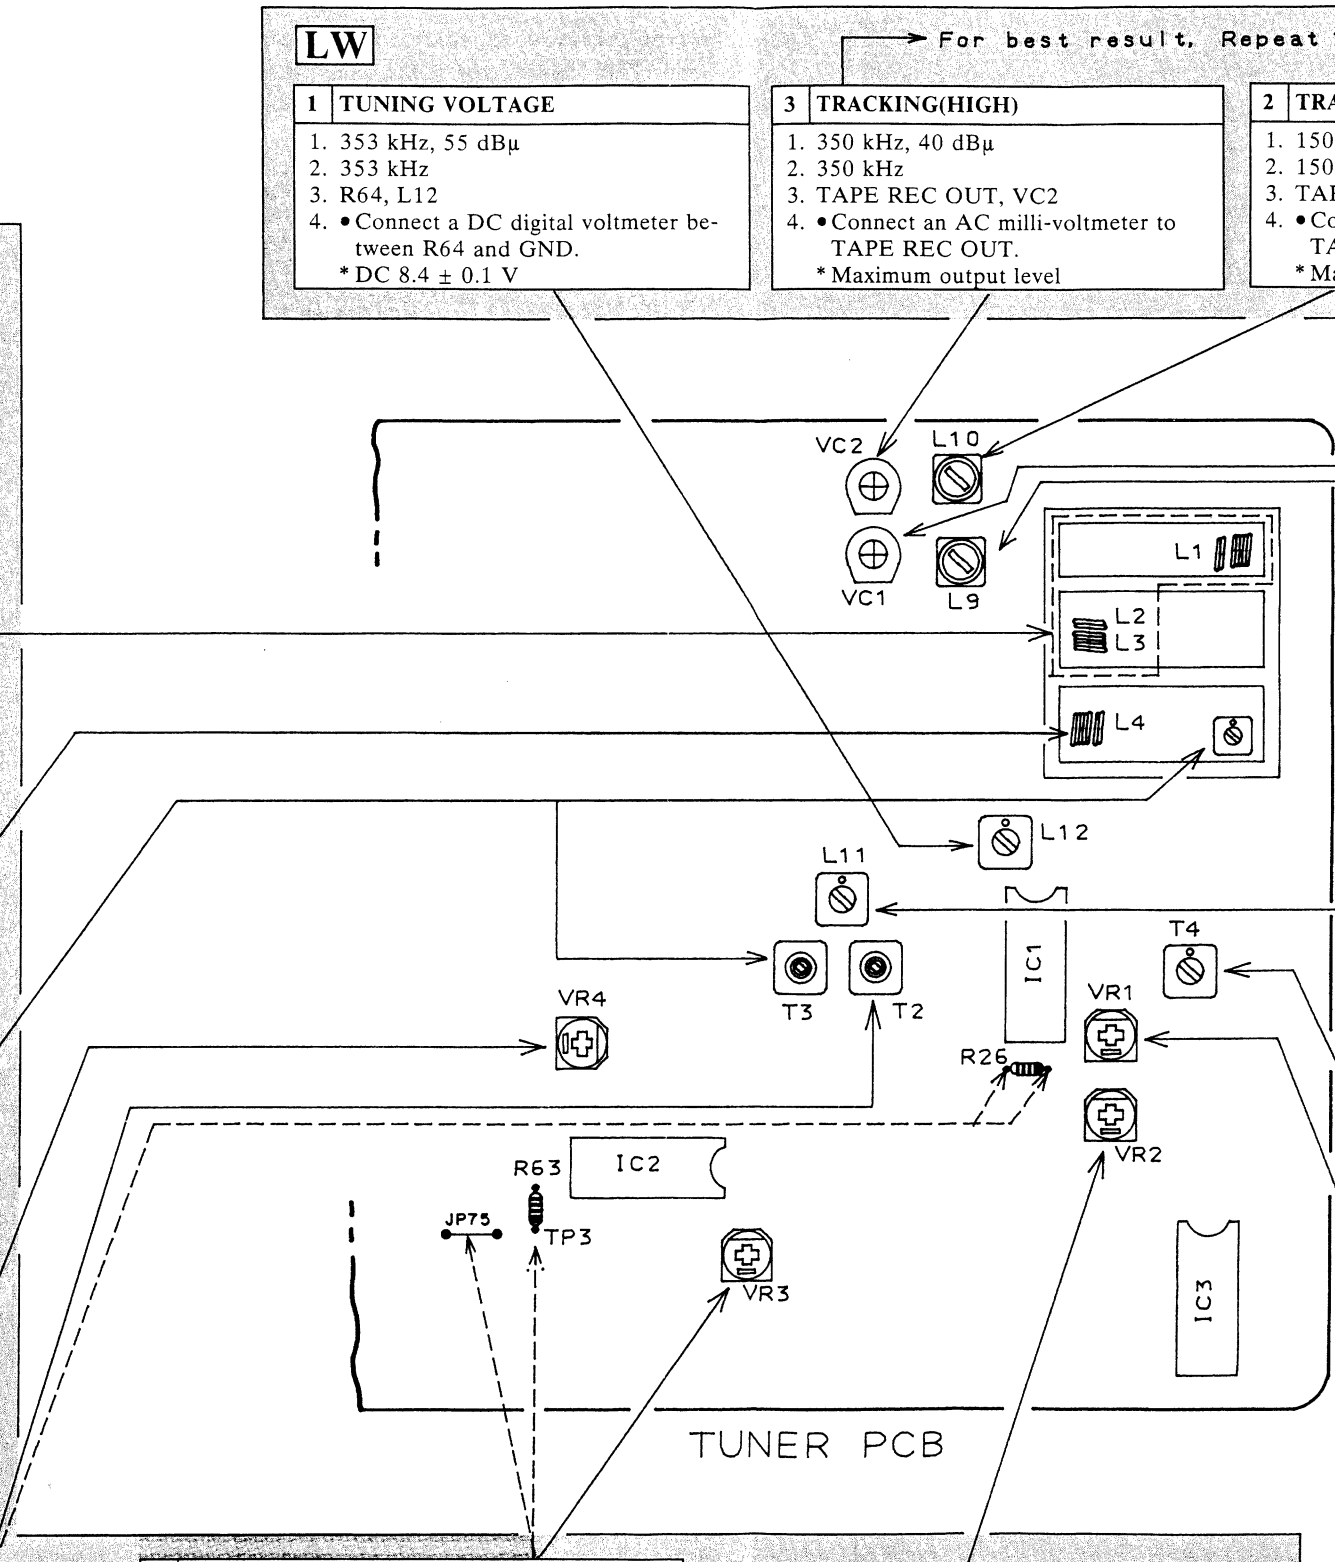 LW
For best result, Repeat
1 TUNING VOLTAGE
1. 353 kHz, 55 dBμ
2. 353 kHz
3. R64, L12
4. • Connect a DC digital voltmeter be-
tween R64 and GND.
* DC 8.4 ± 0.1 V
3 TRACKING(HIGH)
1. 350 kHz, 40 dBμ
2. 350 kHz
3. TAPE REC OUT, VC2
4. • Connect an AC milli-voltmeter to
TAPE REC OUT.
* Maximum output level
2
1. 150
2. 150
3.
4. •
*
VC2
L10
VC1
L9
L1
L2
L3
L4
L12
L11
IC1
T4
T3
T2
VR4
VR1
R26
VR2
IC2
R63
JP75
TP3
VR3
IC3
TUNER PCB